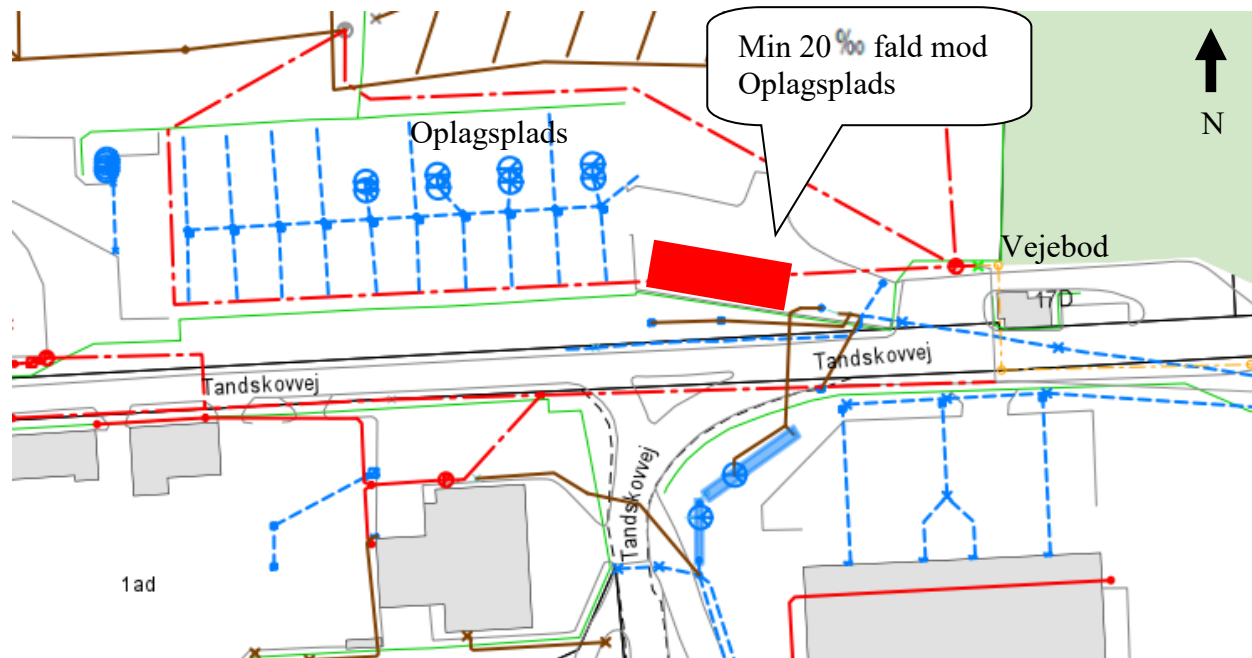 Min 20 ‰ fald mod
Oplagsplads
N
Oplagsplads
Vejebod
17D
Tandskovvej
Tandskovvej
Tandskovvej
1ad